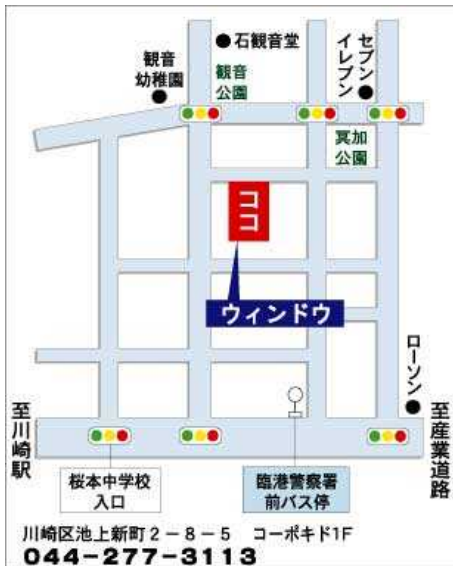 石観音堂
観音
幼稚園
観音
公園
セブン
イレブン
冥加
公園
ココ
ウィンドウ
ローソン
至川崎駅
至産業道路
桜本中学校
入口
臨港警察署
前バス停
川崎区池上新町2-8-5 コーポキド1F
044-277-3113